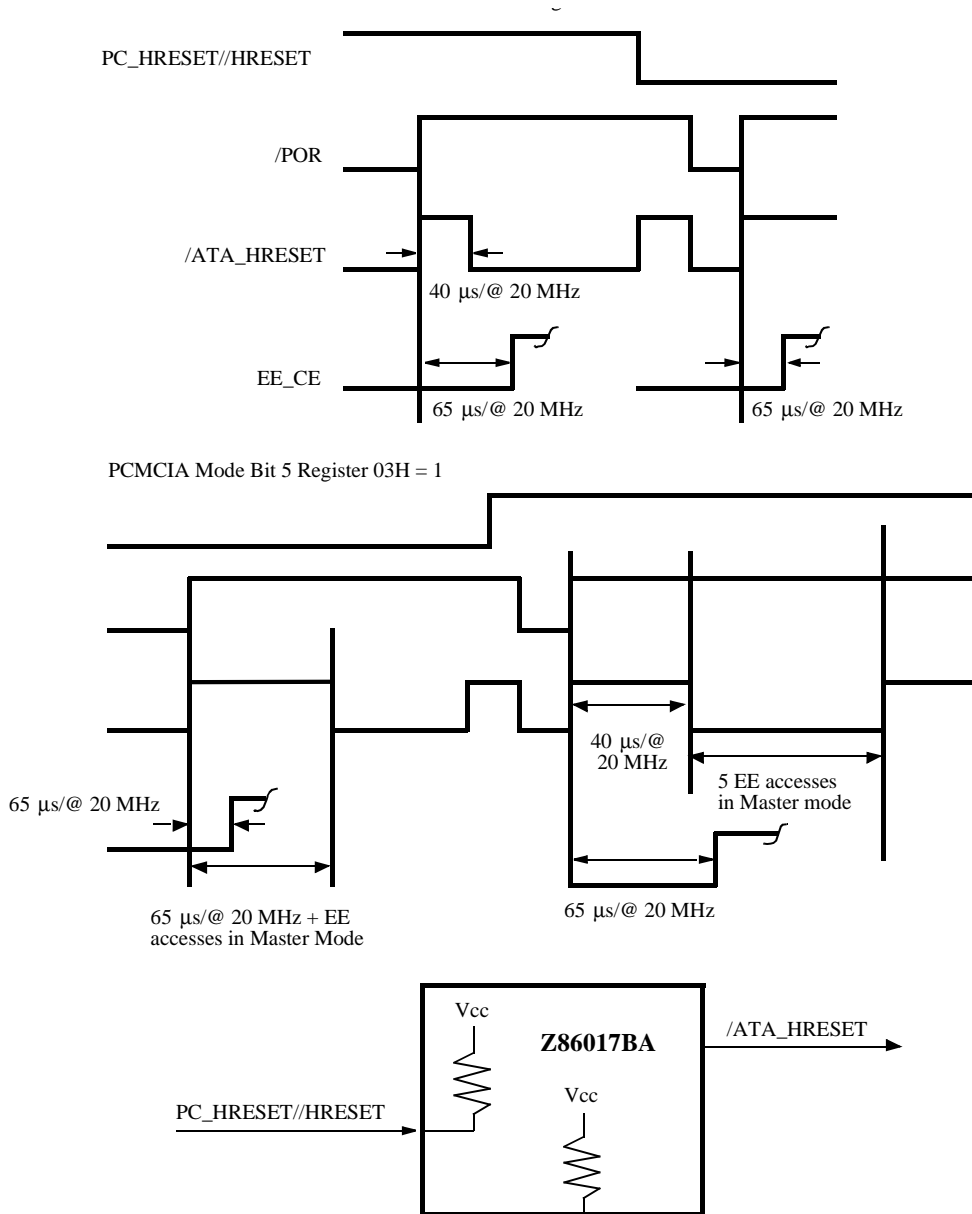 PC_HRESET//HRESET
/POR
/ATA_HRESET
40 μs/@ 20 MHz
EE_CE
65 μs/@ 20 MHz
65 μs/@ 20 MHz
PCMCIA Mode Bit 5 Register 03H = 1
40 μs/@
20 MHz
5 EE accesses
in Master mode
65 μs/@ 20 MHz
65 μs/@ 20 MHz
65 μs/@ 20 MHz + EE
accesses in Master Mode
Vcc
Z86017BA
/ATA_HRESET
Vcc
PC_HRESET//HRESET